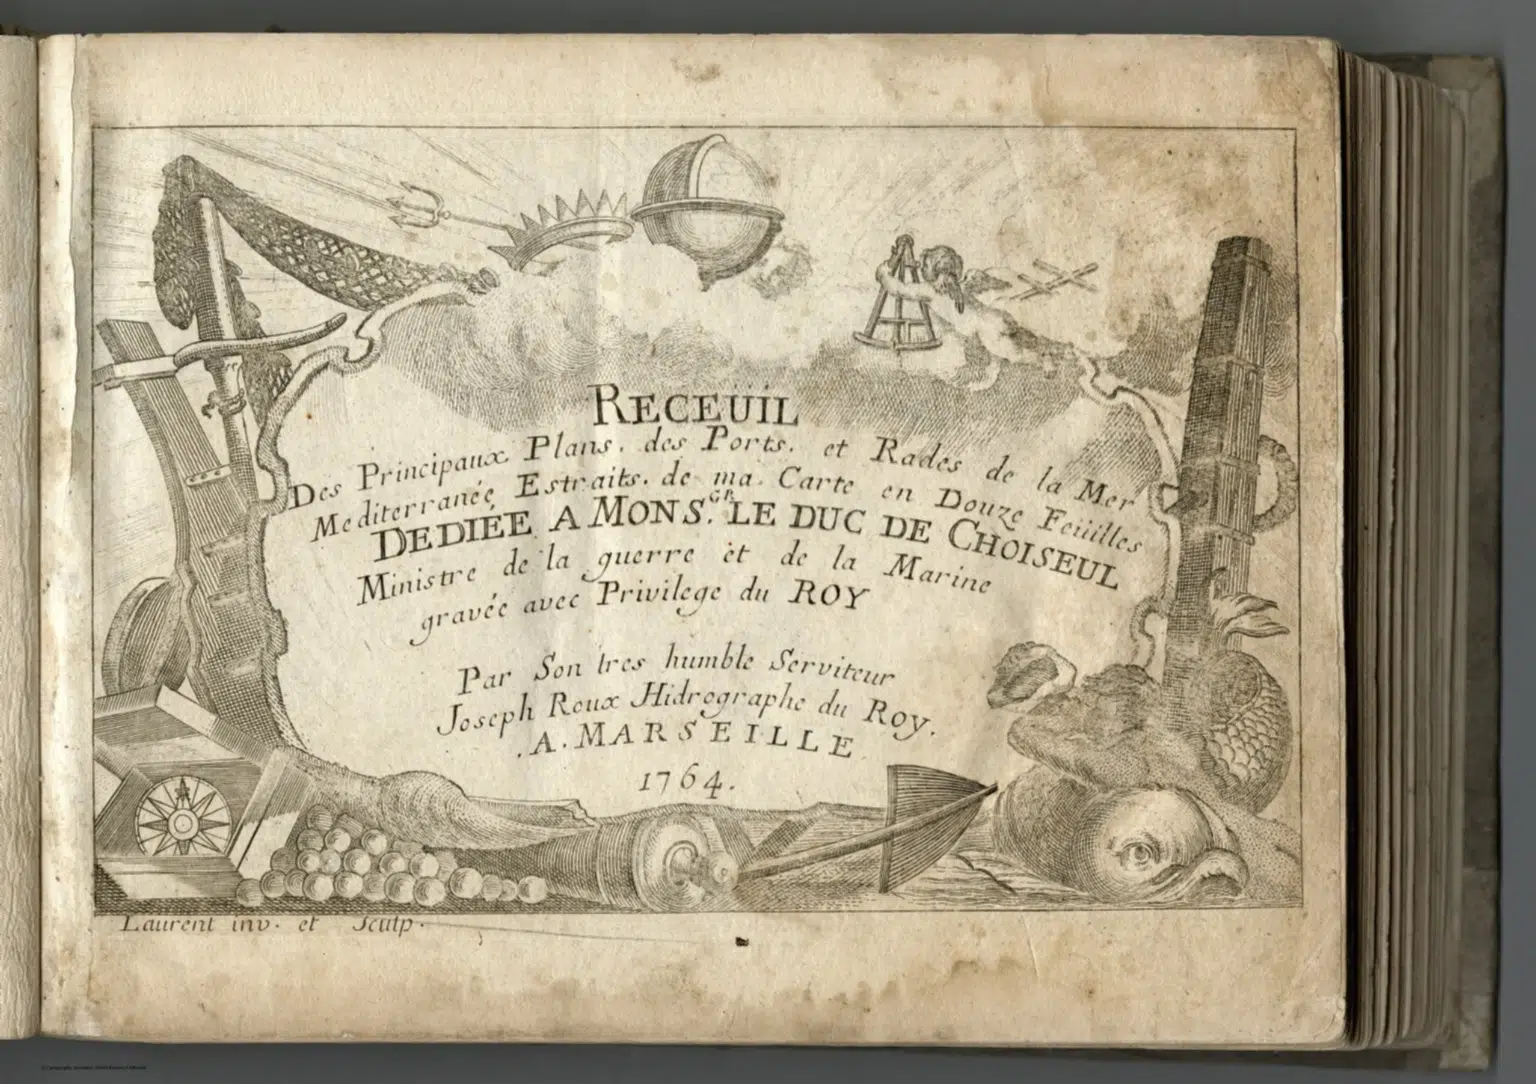 RECEÜIL
Des Principaux Plans. des Ports. et Rades de la Mer
Mediterranée Estraits. de ma Carte en Douze Feüilles
DEDIÉE A MONS.GR LE DUC DE CHOISEUL
Ministre de la guerre et de la Marine
gravée avec Privilege du ROY
Par Son tres humble Serviteur
Joseph Roux Hidrographe du Roy.
.A.MARSEILLE
1764.
Laurent inv. et Sculp.